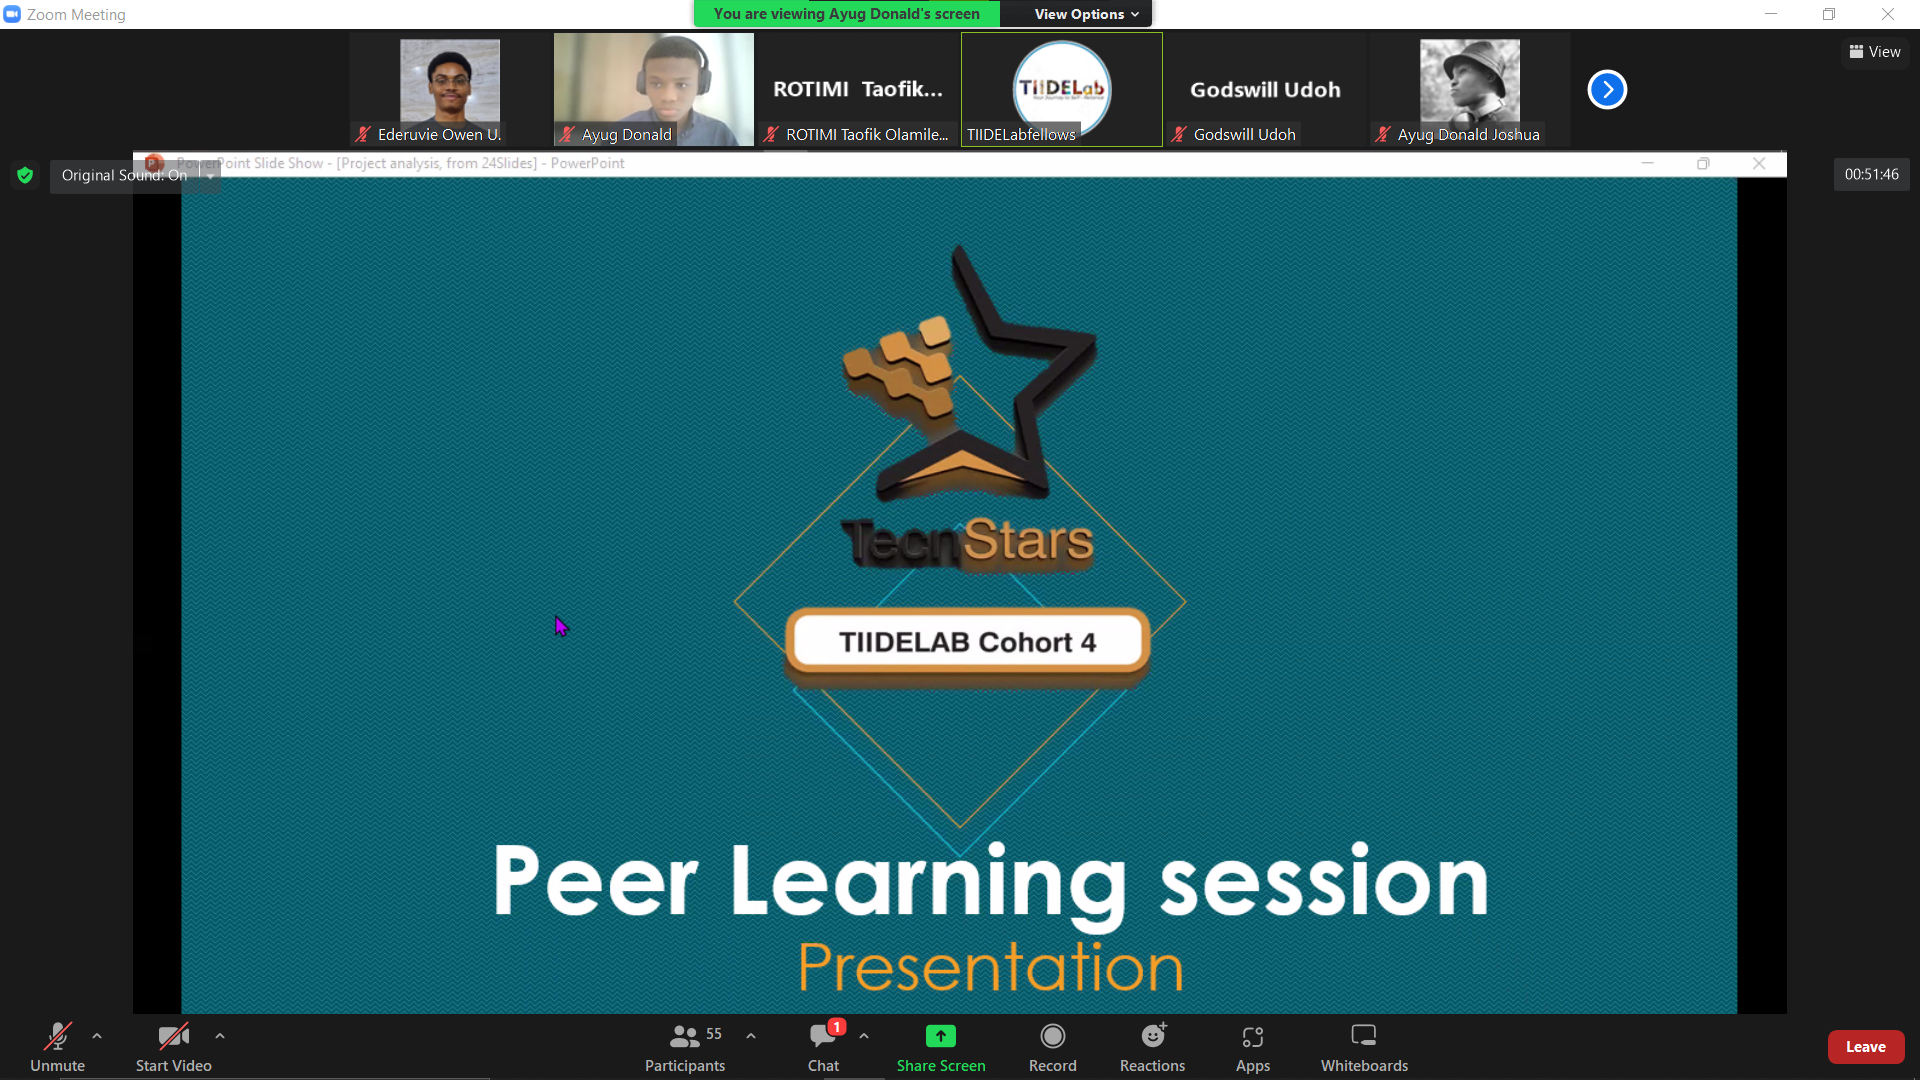 Zoom Meeting
You are viewing Ayug Donald's screen
View Options
View
TIIDELab
ROTIMI Taofik...
Godswill Udoh
Ederuvie Owen U.
Ayug Donald
ROTIMI Taofik Olamile...
TIIDELabfellows
Godswill Udoh
Ayug Donald Joshua
PowerPoint Slide Show - [Project analysis, from 24Slides] - PowerPoint
Original Sound: On
00:51:46
TecnStars
TIIDELAB Cohort 4
Peer Learning session
Presentation
Unmute
Start Video
55
Participants
1
Chat
Share Screen
Record
Reactions
Apps
Whiteboards
Leave